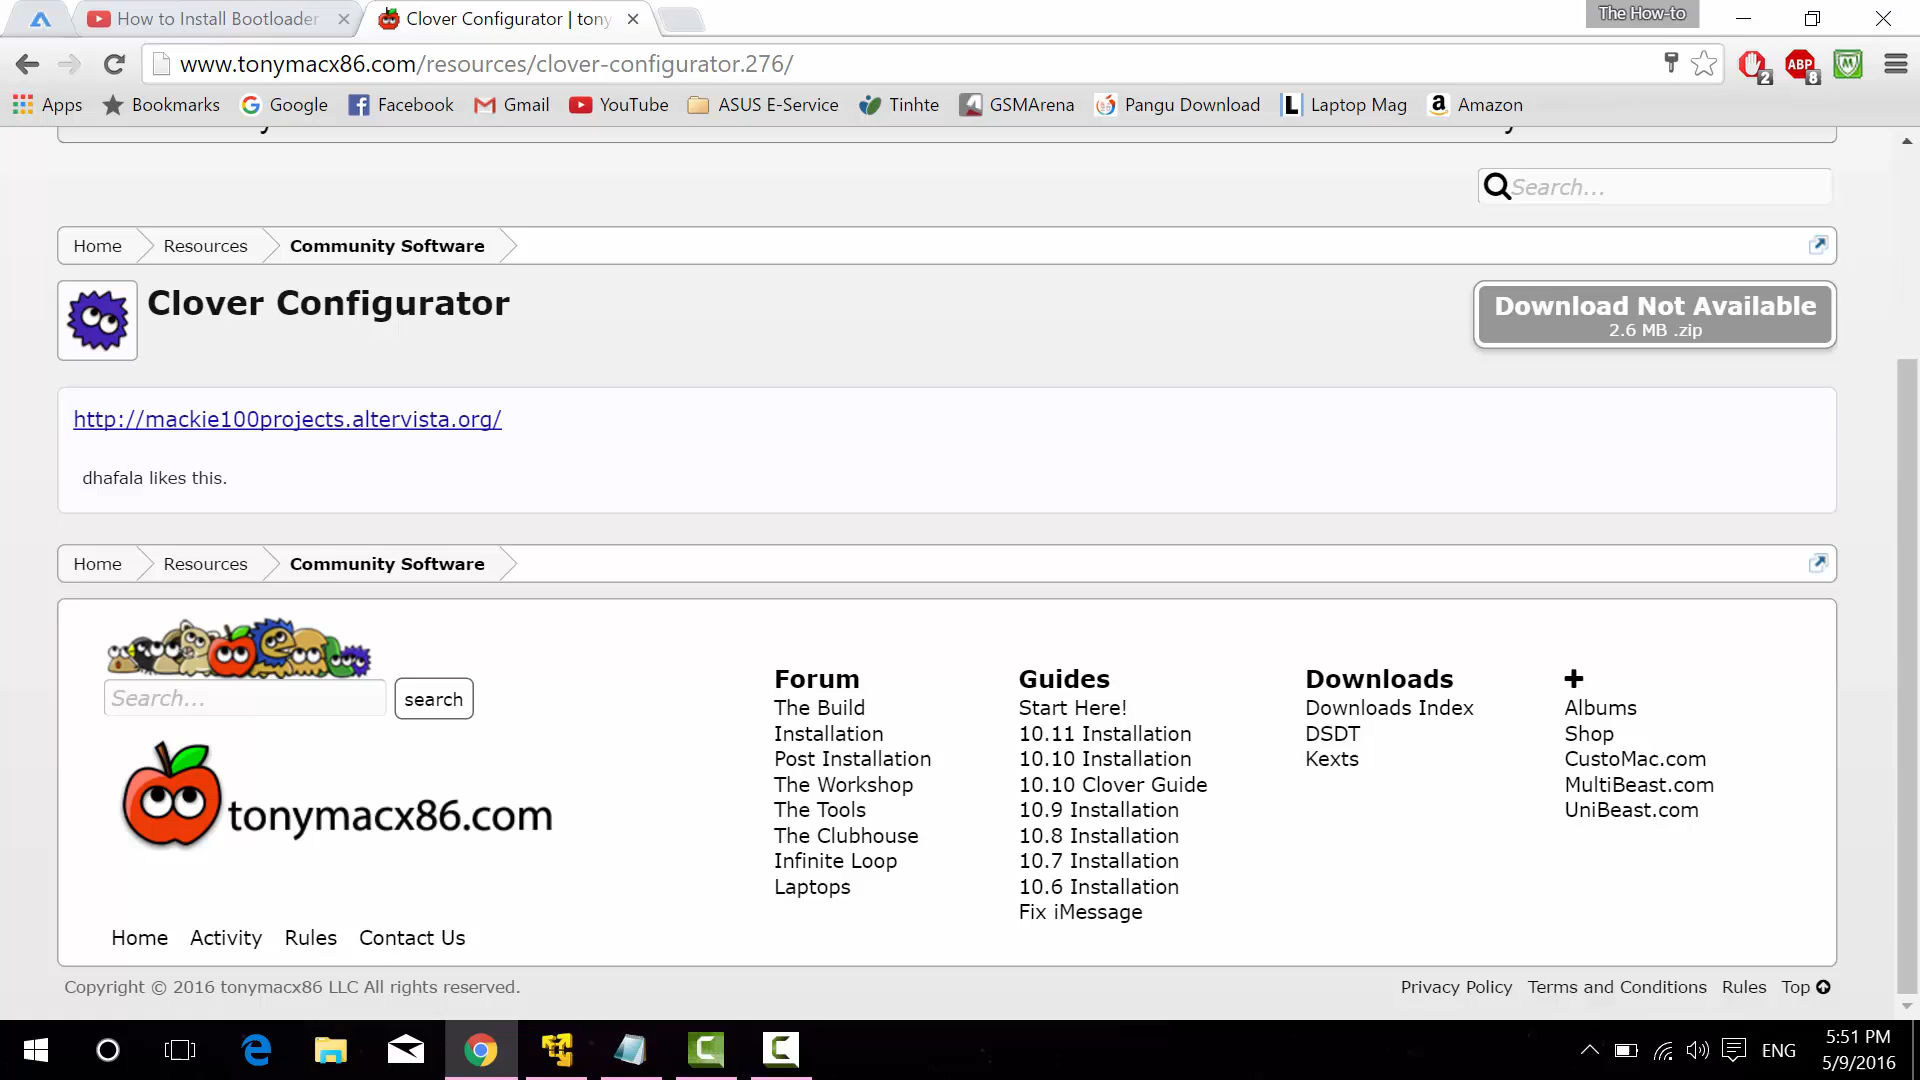 How to Install Bootloader
Clover Configurator | tony
The How-to
www.tonymacx86.com/resources/clover-configurator.276/
2
ABP
8
Apps
Bookmarks
Google
Facebook
Gmail
YouTube
ASUS E-Service
Tinhte
GSMArena
Pangu Download
Laptop Mag
Amazon
Search...
Home
Resources
Community Software
Clover Configurator
Download Not Available
2.6 MB .zip
http://mackie100projects.altervista.org/
dhafala likes this.
Home
Resources
Community Software
Search...
search
tonymacx86.com
Forum
The Build
Installation
Post Installation
The Workshop
The Tools
The Clubhouse
Infinite Loop
Laptops
Guides
Start Here!
10.11 Installation
10.10 Installation
10.10 Clover Guide
10.9 Installation
10.8 Installation
10.7 Installation
10.6 Installation
Fix iMessage
Downloads
Downloads Index
DSDT
Kexts
+
Albums
Shop
CustoMac.com
MultiBeast.com
UniBeast.com
Home
Activity
Rules
Contact Us
Copyright © 2016 tonymacx86 LLC All rights reserved.
Privacy Policy
Terms and Conditions
Rules
Top
ENG
5:51 PM
5/9/2016